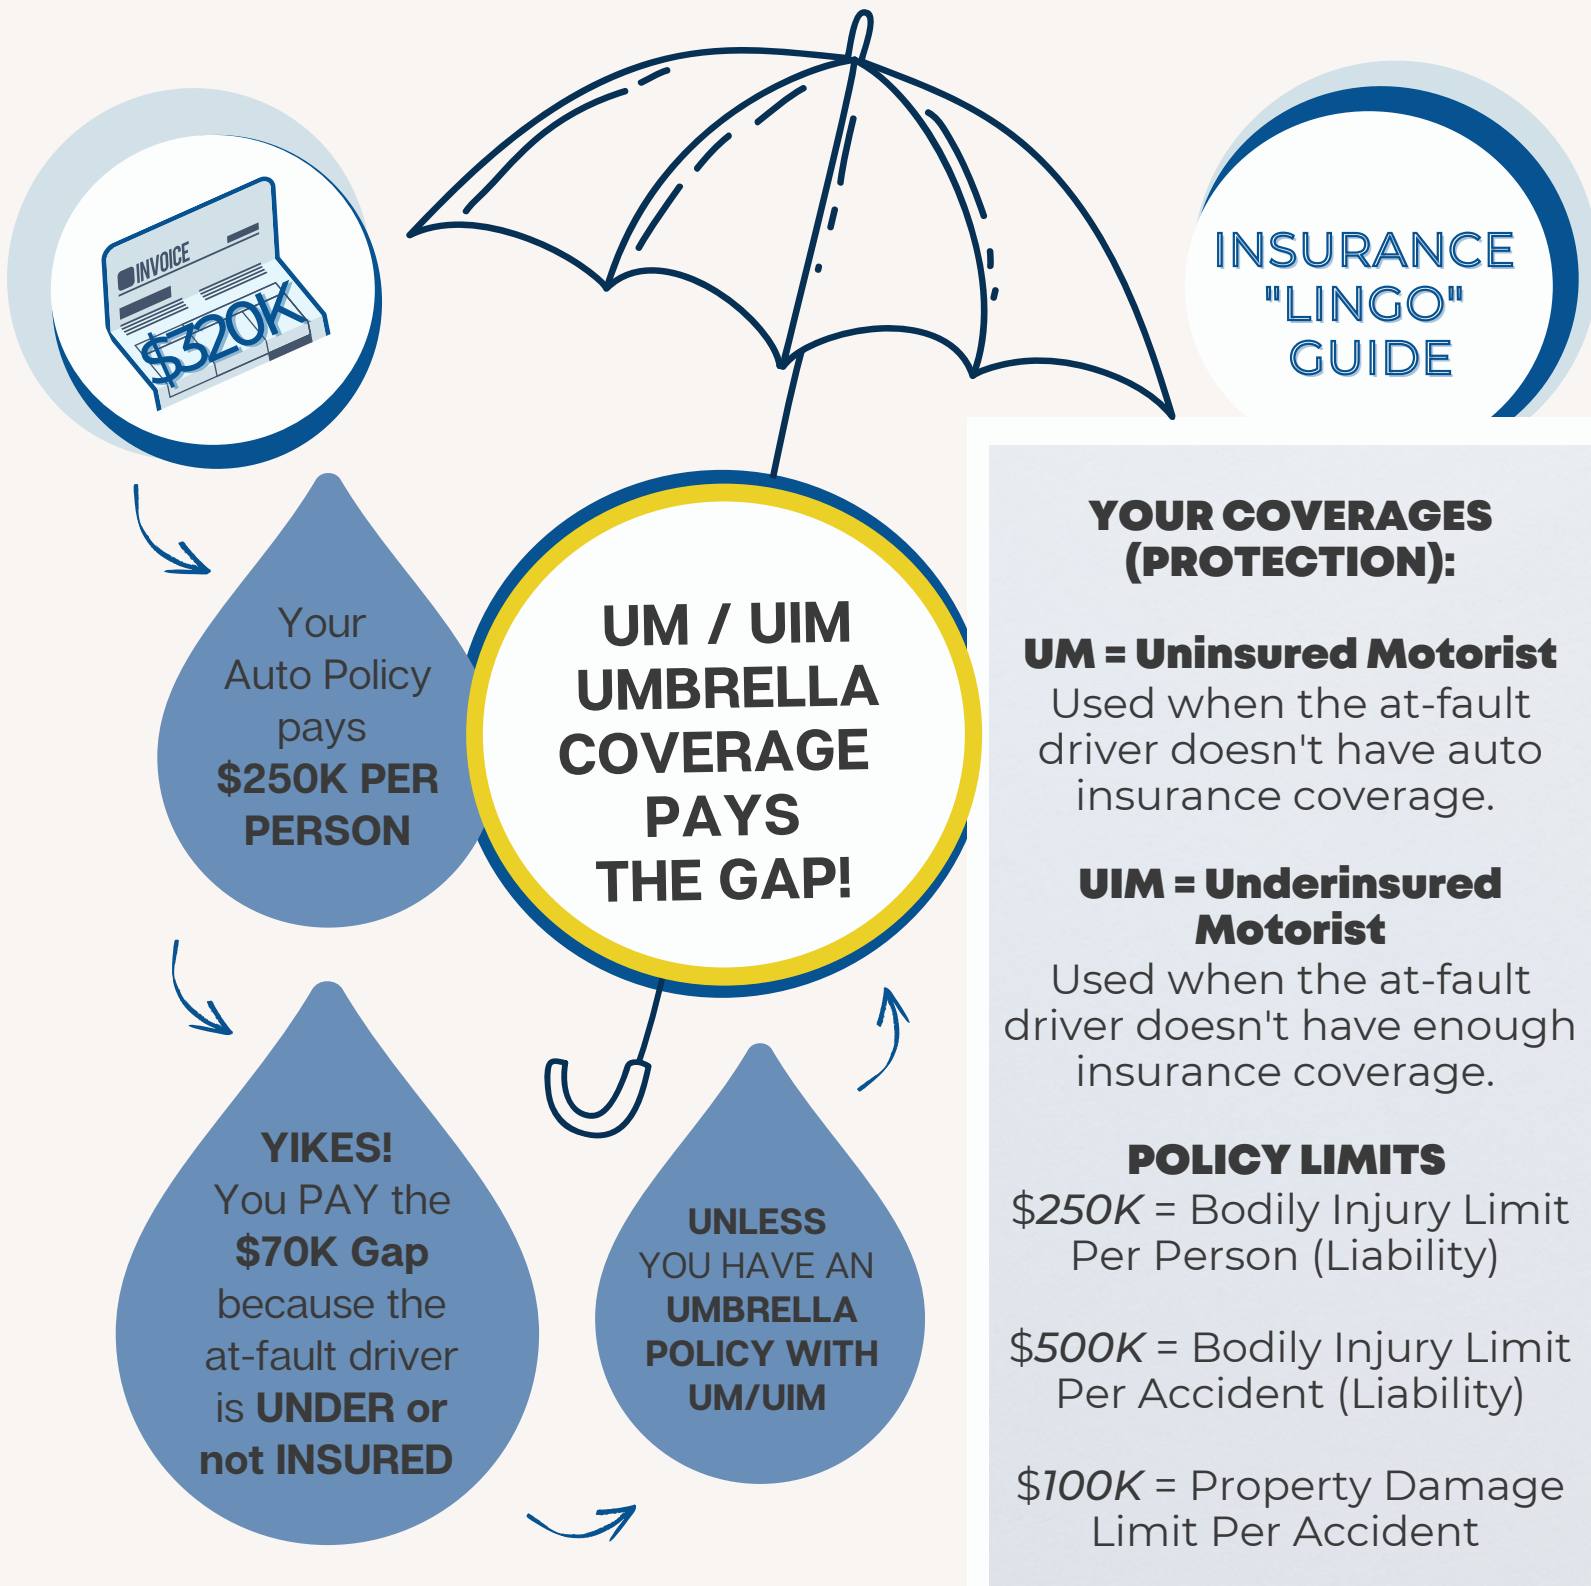 INVOICE
$320K
Your
Auto Policy
pays
$250K PER
PERSON
YIKES!
You PAY the
$70K Gap
because the
at-fault driver
is UNDER or
not INSURED
UNLESS
YOU HAVE AN
UMBRELLA
POLICY WITH
UM/UIM
UM / UIM
UMBRELLA
COVERAGE
PAYS
THE GAP!
INSURANCE
"LINGO"
GUIDE
YOUR COVERAGES
(PROTECTION):
UM = Uninsured Motorist
Used when the at-fault
driver doesn't have auto
insurance coverage.
UIM = Underinsured
Motorist
Used when the at-fault
driver doesn't have enough
insurance coverage.
POLICY LIMITS
$250K = Bodily Injury Limit
Per Person (Liability)
$500K = Bodily Injury Limit
Per Accident (Liability)
$100K = Property Damage
Limit Per Accident